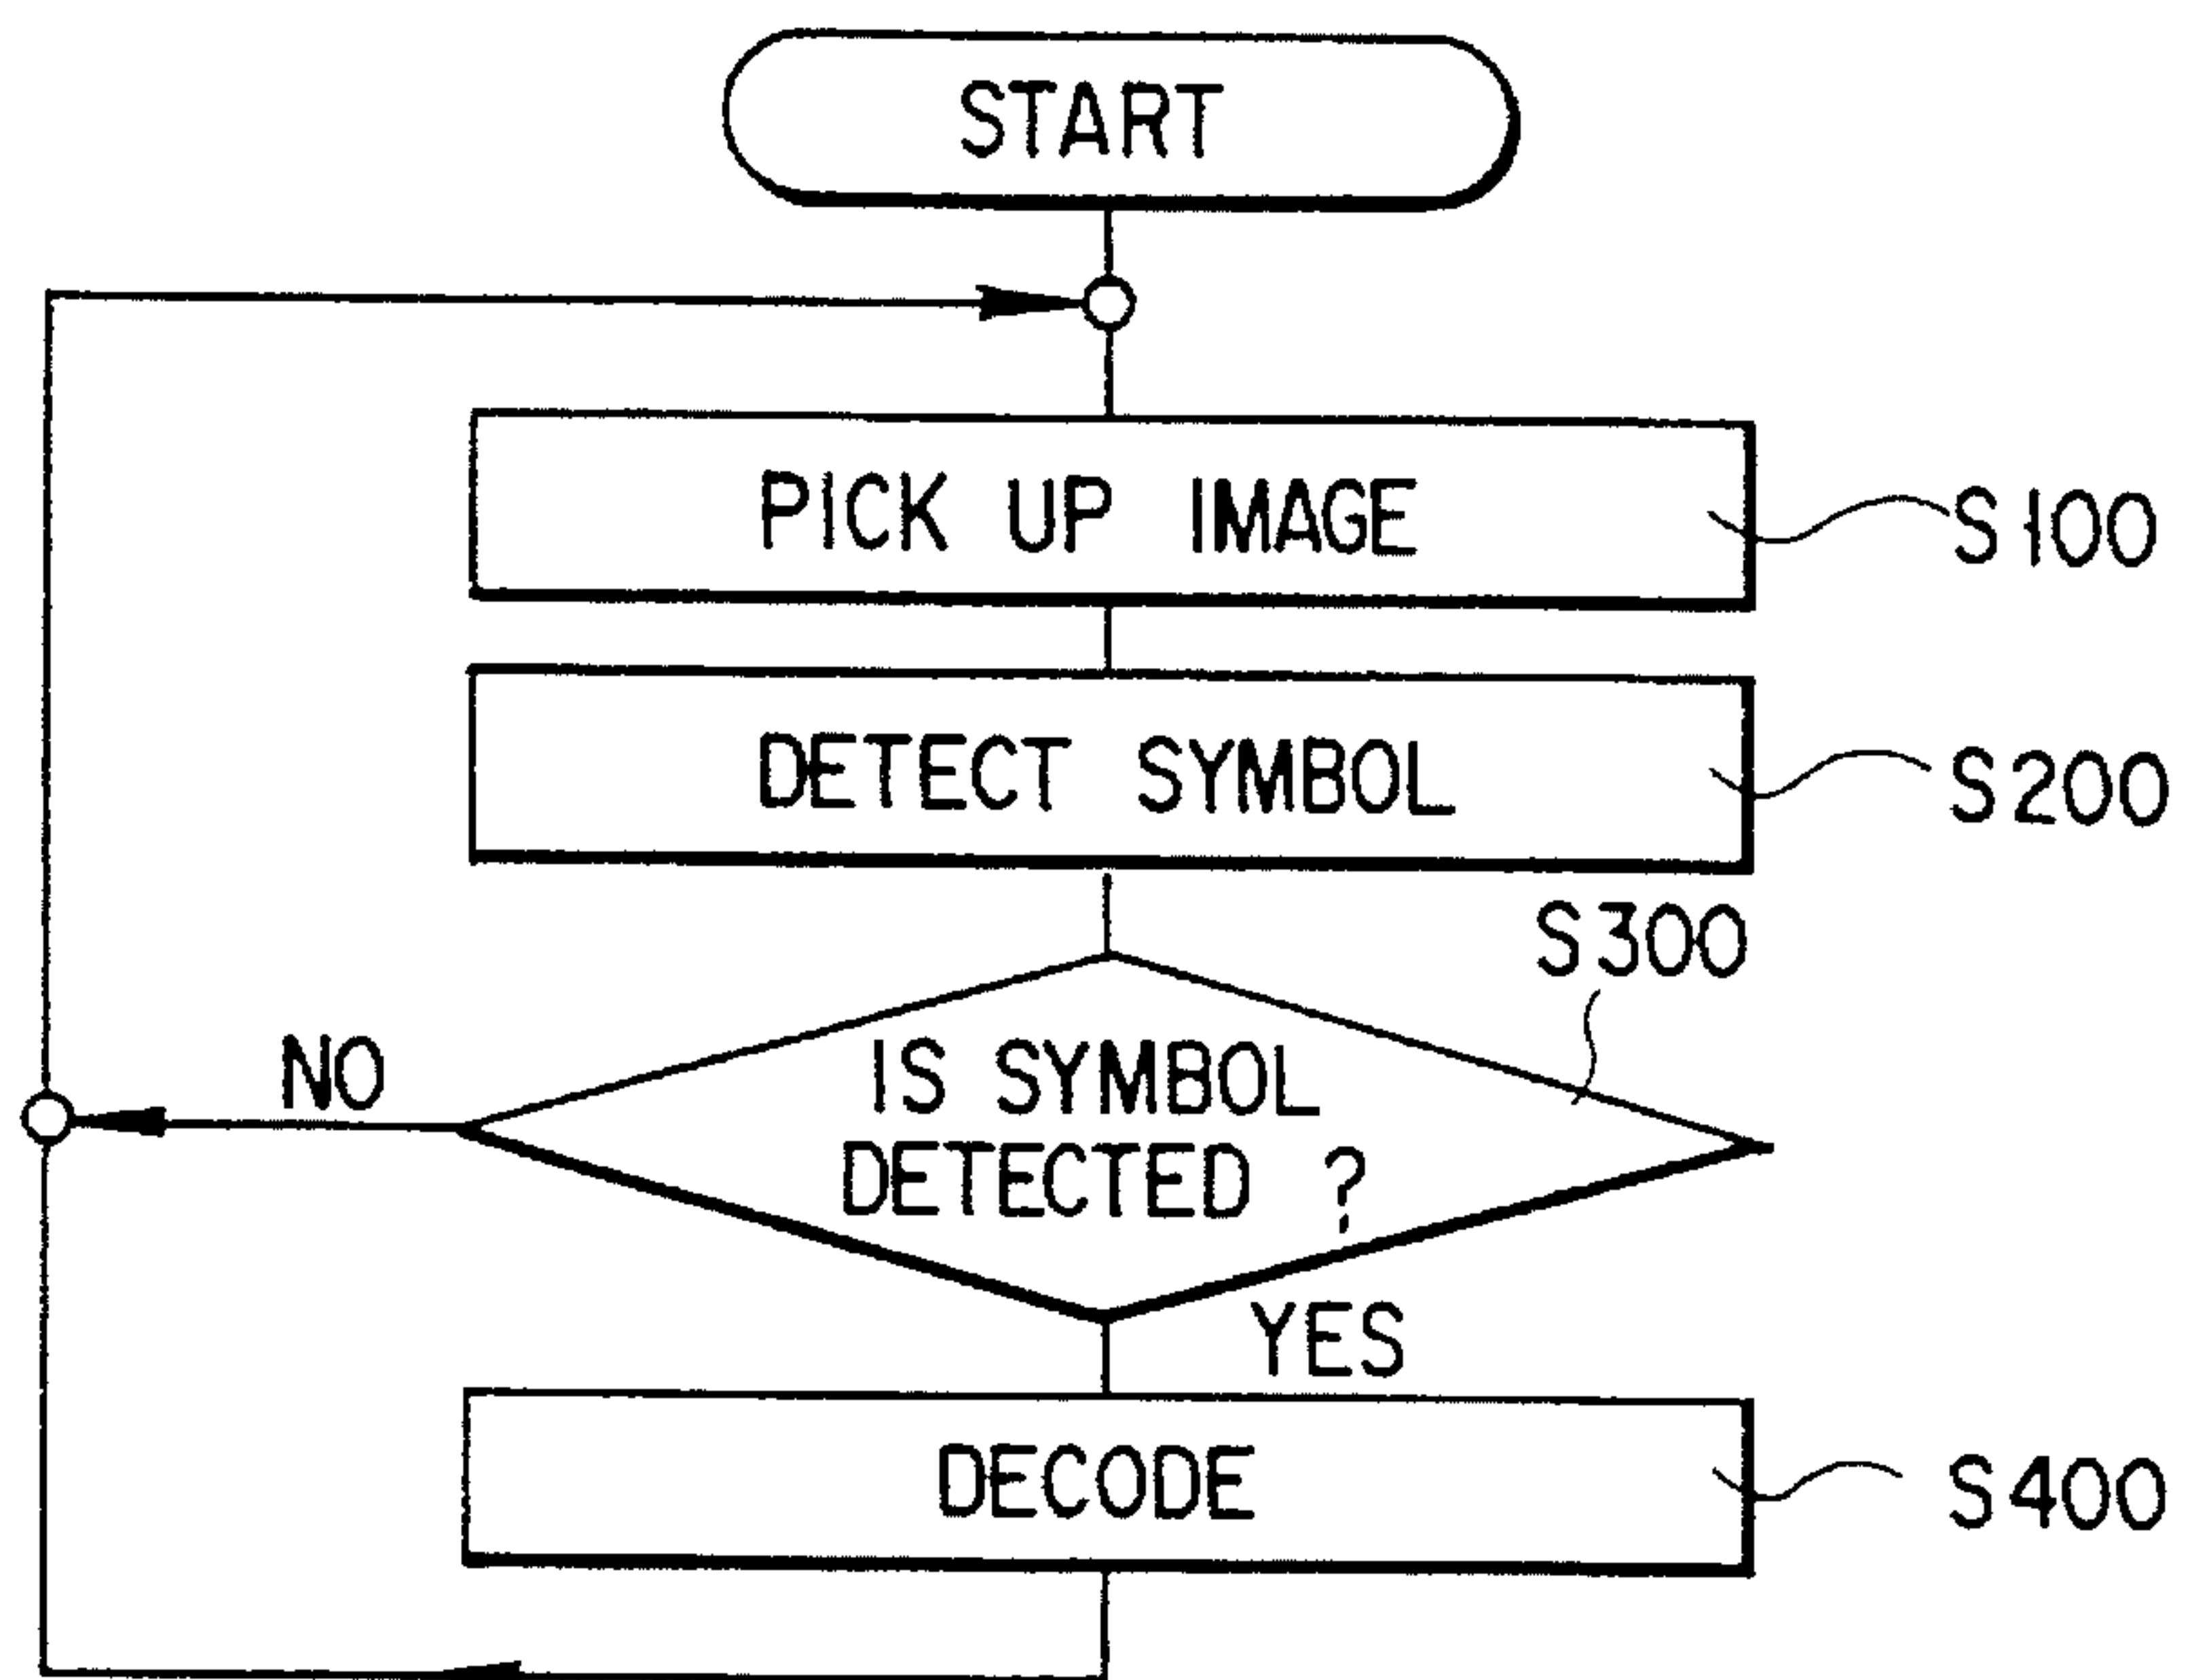 START
PICK UP IMAGE
S100
DETECT SYMBOL
S200
S300
NO
IS SYMBOL
DETECTED ?
YES
DECODE
S400